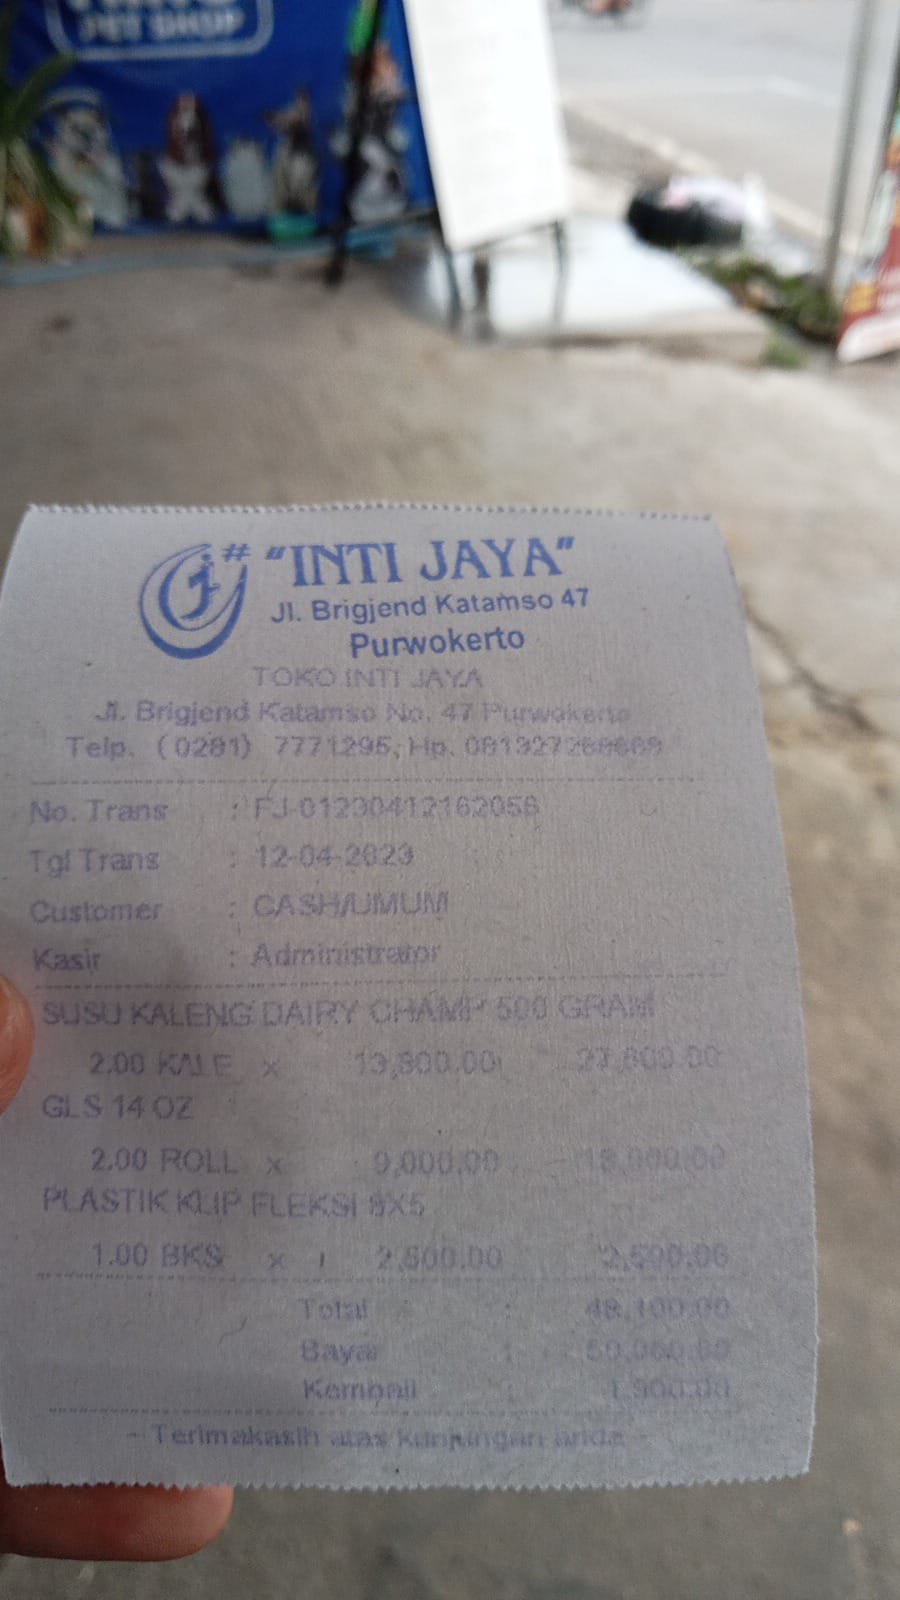 PET SHOP
# "INTI JAYA"
Jl. Brigjend Katamso 47
Purwokerto
TOKO INTI JAYA
Jl. Brigjend Katamso No. 47 Purwokerto
Telp. (0281) 7771295, Hp.
No. Trans : FJ-01230412162056
Tgl Trans : 12-04-2023
Customer : CASH/UMUM
Kasir : Administrator
SUSU KALENG DAIRY CHAMP 500 GRAM
2.00 KALE x 13,800.00 27,600.00
GLS 14 OZ
2.00 ROLL x 9,000.00 18,000.00
PLASTIK KLIP FLEKSI 8X5
1.00 BKS x 2,500.00 2,500.00
Total : 48,100.00
Bayar : 50,000.00
Kembali : 1,900.00
- Terimakasih atas kunjungan anda -